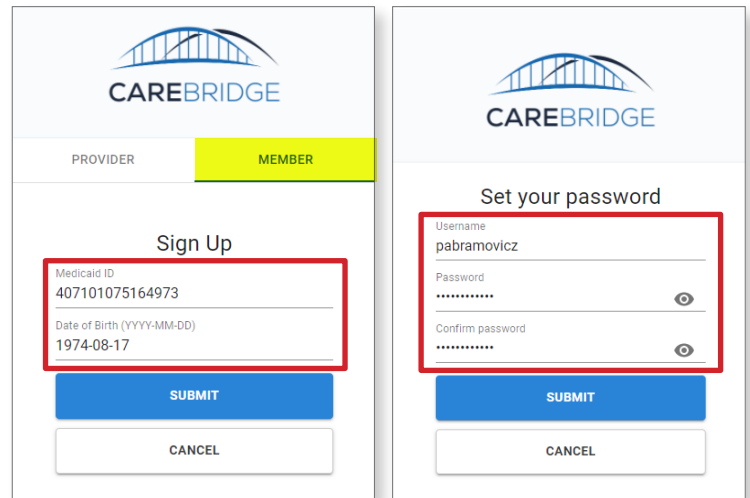 CAREBRIDGE
PROVIDER MEMBER
Sign Up
Medicaid ID
407101075164973
Date of Birth (YYYY-MM-DD)
1974-08-17
SUBMIT
CANCEL
CAREBRIDGE
Set your password
Username
pabramovicz
Password
••••••••••••
Confirm password
••••••••••••
SUBMIT
CANCEL